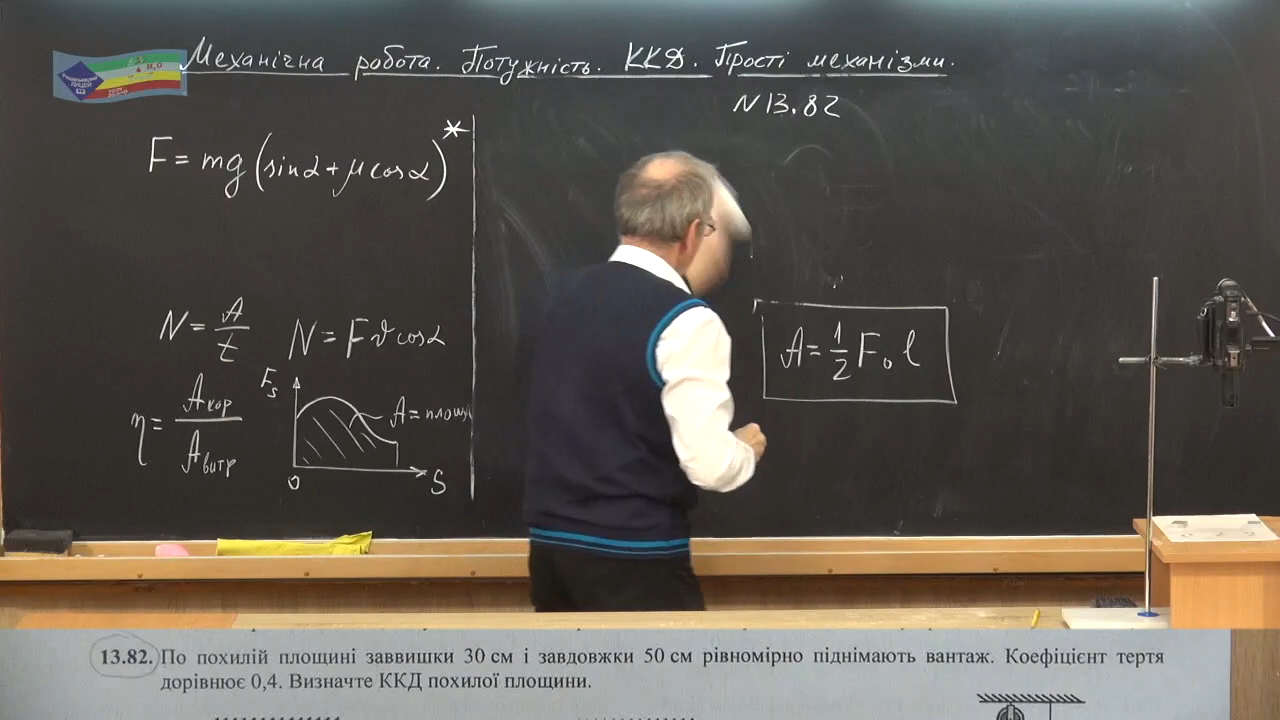 Механічна робота. Потужність. ККД. Прості механізми.
N 13.82
F = mg(sinα + μcosα)*
N = A/t N = Fv cosα
A = 1/2 F₀ l
η = Aкор/Aвитр
Fs
A = площ
0 S
13.82. По похилій площині заввишки 30 см і завдовжки 50 см рівномірно піднімають вантаж. Коефіцієнт тертя
дорівнює 0,4. Визначте ККД похилої площини.